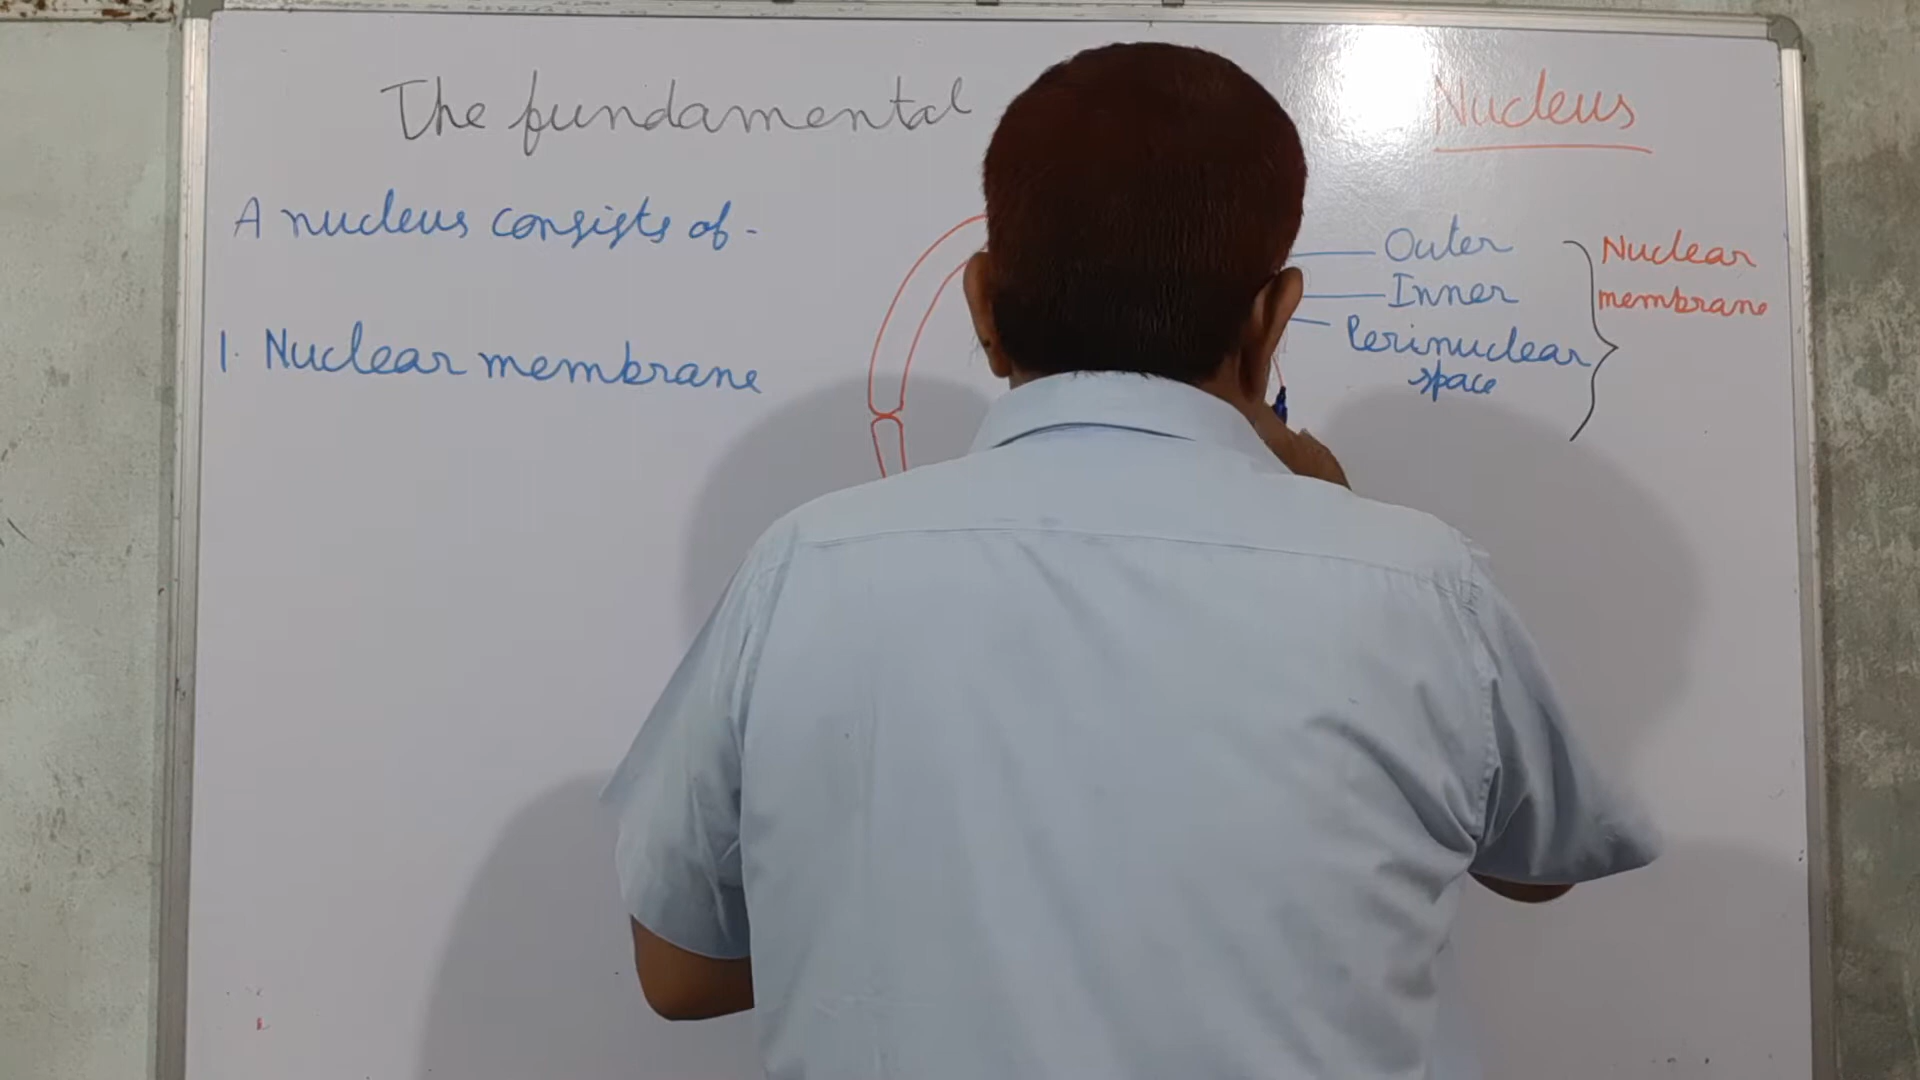 The fundamental
Nucleus
A nucleus consists of -
1. Nuclear membrane
Outer
Inner
Perinuclear
space
Nuclear
membrane